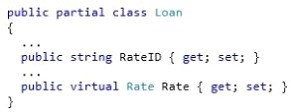 public partial class Loan
{
...
public string RateID { get; set; }
...
public virtual Rate Rate { get; set; }
}